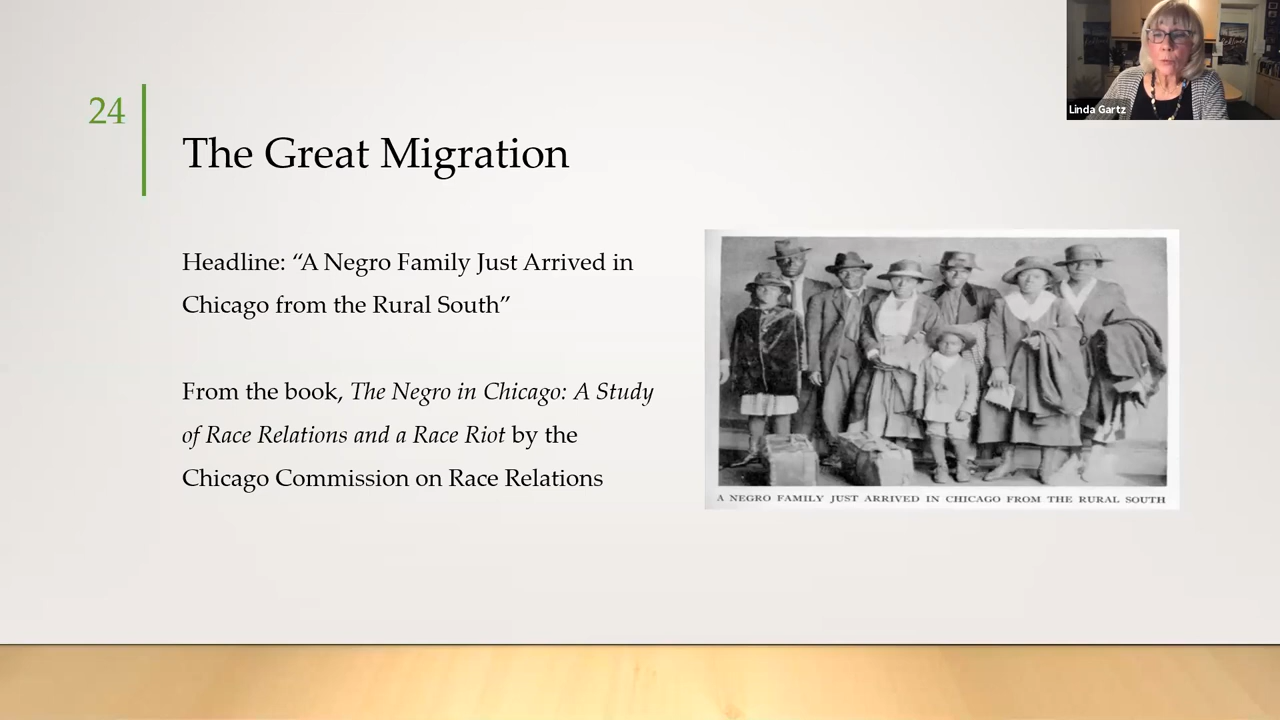 Linda Gartz
24
The Great Migration
Headline: “A Negro Family Just Arrived in
Chicago from the Rural South”
From the book, The Negro in Chicago: A Study
of Race Relations and a Race Riot by the
Chicago Commission on Race Relations
A NEGRO FAMILY JUST ARRIVED IN CHICAGO FROM THE RURAL SOUTH